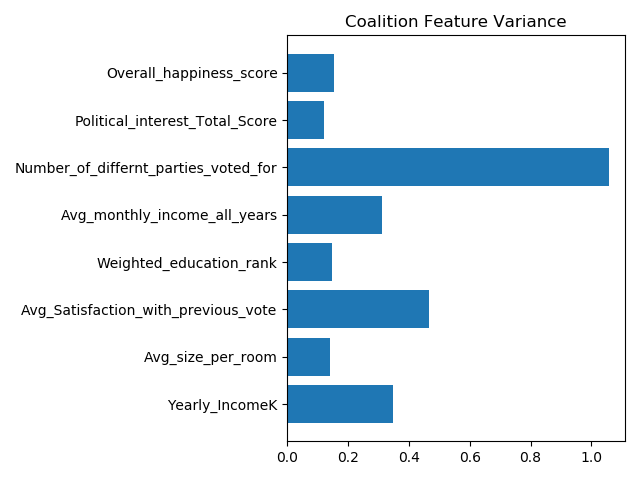 Coalition Feature Variance
Overall_happiness_score
Political_interest_Total_Score
Number_of_differnt_parties_voted_for
Avg_monthly_income_all_years
Weighted_education_rank
Avg_Satisfaction_with_previous_vote
Avg_size_per_room
Yearly_IncomeK
0.0 0.2 0.4 0.6 0.8 1.0